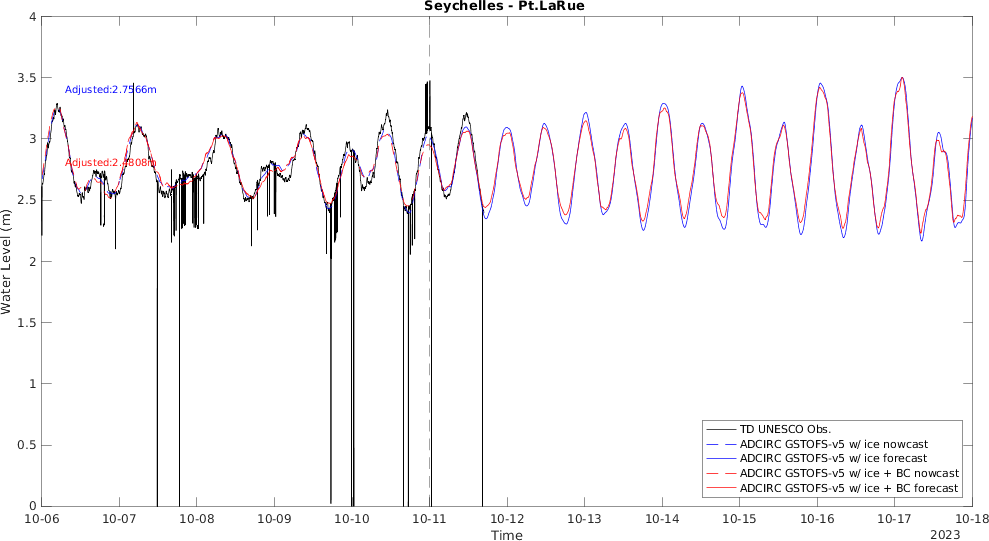 Seychelles - Pt.LaRue
4
3.5
3
2.5
2
1.5
1
0.5
0
Water Level (m)
Adjusted:2.7566m
TD UNESCO Obs.
ADCIRC GSTOFS-v5 w/ ice nowcast
ADCIRC GSTOFS-v5 w/ ice forecast
ADCIRC GSTOFS-v5 w/ ice + BC nowcast
ADCIRC GSTOFS-v5 w/ ice + BC forecast
10-06 10-07 10-08 10-09 10-10 10-11 10-12 10-13 10-14 10-15 10-16 10-17 10-18
Time
2023